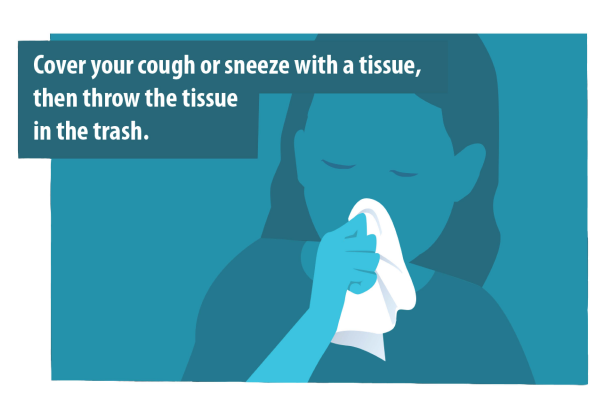 Cover your cough or sneeze with a tissue,
then throw the tissue
in the trash.